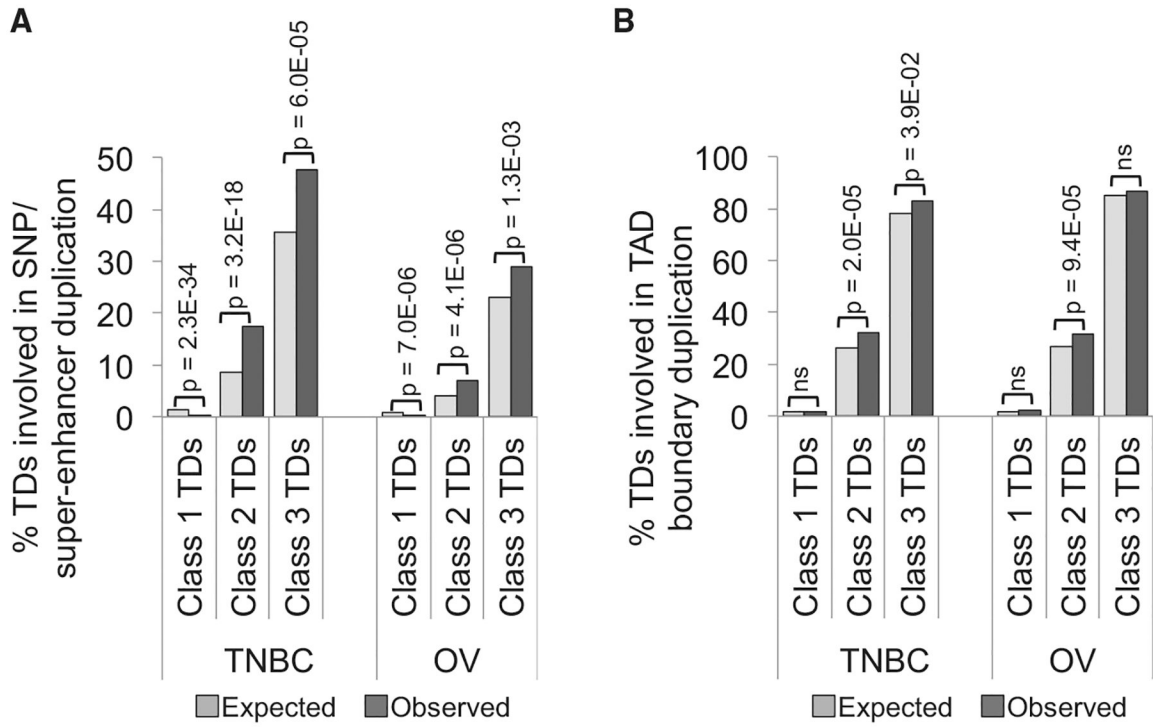 A
% TDs involved in SNP/
super-enhancer duplication
50
40
30
20
10
0
p = 2.3E-34
p = 3.2E-18
p = 6.0E-05
p = 7.0E-06
p = 4.1E-06
p = 1.3E-03
Class 1 TDs
Class 2 TDs
Class 3 TDs
Class 1 TDs
Class 2 TDs
Class 3 TDs
TNBC
OV
Expected
Observed
B
% TDs involved in TAD
boundary duplication
100
80
60
40
20
0
ns
p = 2.0E-05
p = 3.9E-02
ns
p = 9.4E-05
ns
Class 1 TDs
Class 2 TDs
Class 3 TDs
Class 1 TDs
Class 2 TDs
Class 3 TDs
TNBC
OV
Expected
Observed